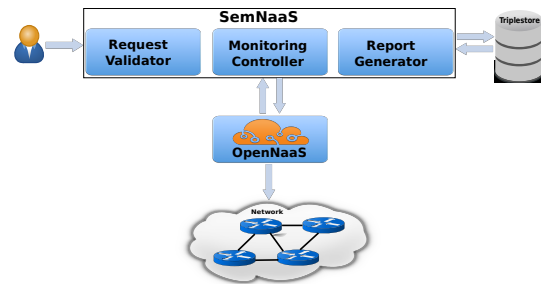 SemNaaS
Triplestore
Request
Validator
Monitoring
Controller
Report
Generator
OpenNaaS
Network